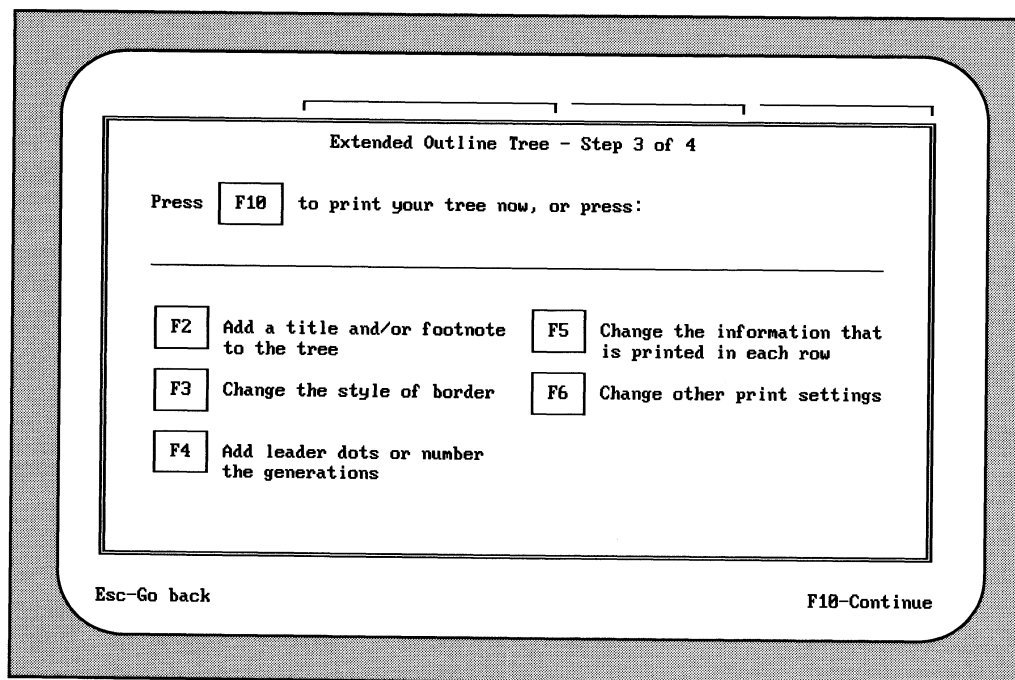 Extended Outline Tree - Step 3 of 4
Press F10 to print your tree now, or press:
F2 Add a title and/or footnote
to the tree
F3 Change the style of border
F4 Add leader dots or number
the generations
F5 Change the information that
is printed in each row
F6 Change other print settings
Esc-Go back
F10-Continue